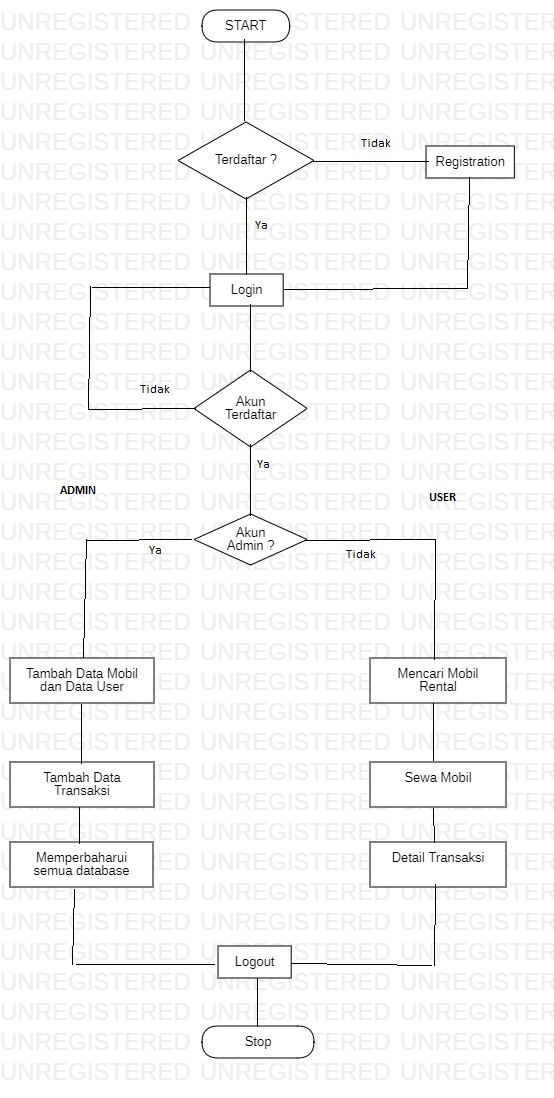 START
Terdaftar ?
Tidak
Registration
Ya
Login
Tidak
Akun
Terdaftar
Ya
ADMIN
USER
Akun
Admin ?
Ya
Tidak
Tambah Data Mobil
dan Data User
Mencari Mobil
Rental
Tambah Data
Transaksi
Sewa Mobil
Memperbaharui
semua database
Detail Transaksi
Logout
Stop
UNREGISTERED